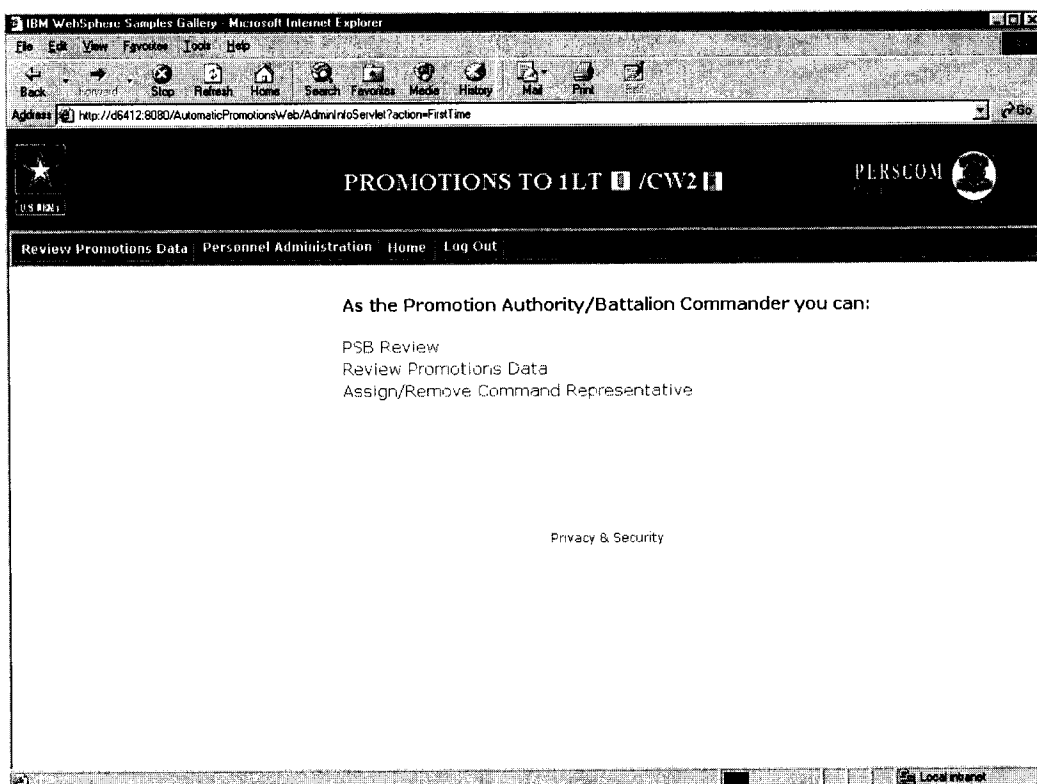 IBM WebSphere Samples Gallery - Microsoft Internet Explorer
File Edit View Favorites Tools Help
Back Forward Stop Refresh Home Search Favorites Media History Mail Print Edit
Address http://d6412:8080/AutomaticPromotionsWeb/AdminInfoServlet?action=FirstTime Go
U.S. ARMY
PROMOTIONS TO 1LT /CW2
PERSCOM
Review Promotions Data Personnel Administration Home Log Out
As the Promotion Authority/Battalion Commander you can:
PSB Review
Review Promotions Data
Assign/Remove Command Representative
Privacy & Security
Local intranet